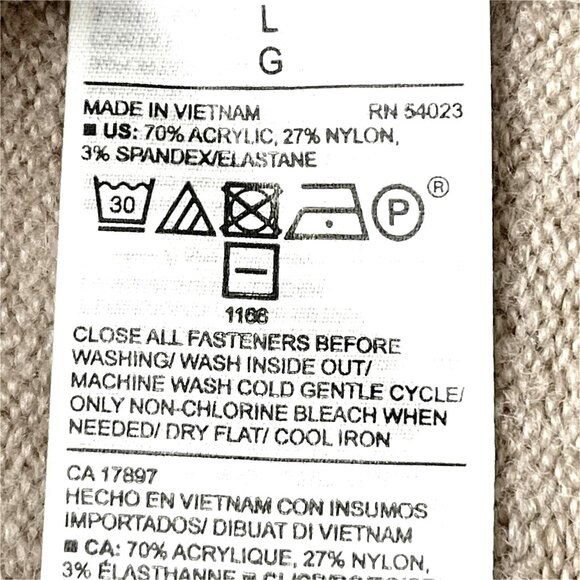 L
G
MADE IN VIETNAM RN 54023
US: 70% ACRYLIC, 27% NYLON,
3% SPANDEX/ELASTANE
30 P ®
CLOSE ALL FASTENERS BEFORE
WASHING/ WASH INSIDE OUT/
MACHINE WASH COLD GENTLE CYCLE/
ONLY NON-CHLORINE BLEACH WHEN
NEEDED/ DRY FLAT/ COOL IRON
CA 17897
HECHO EN VIETNAM CON INSUMOS
IMPORTADOS/ DIBUAT DI VIETNAM
CA: 70% ACRYLIQUE, 27% NYLON,
3% ÉLASTHANNE